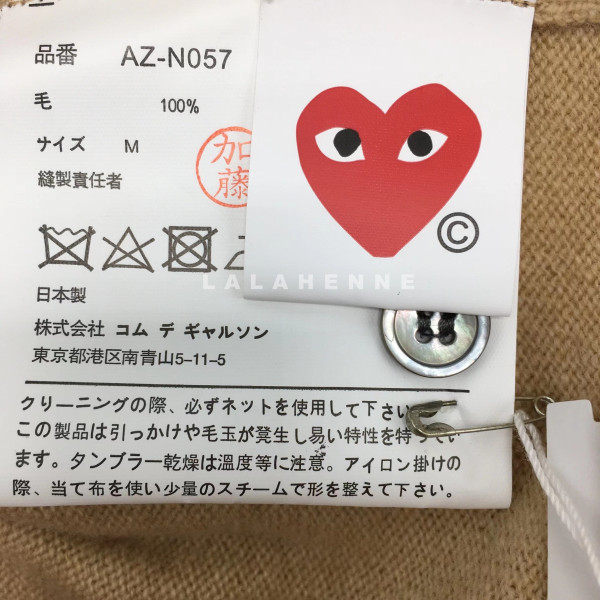 品番 AZ-N057
毛 100%
サイズ M
縫製責任者
加藤
©
LALAHENNE
日本製
株式会社 コム デ ギャルソン
東京都港区南青山5-11-5
クリーニングの際、必ずネットを使用して下さい
この製品は引っかけや毛玉が発生し易い特性を持ってい
ます。タンブラー乾燥は温度等に注意。アイロン掛けの
際、当て布を使い少量のスチームで形を整えて下さい。